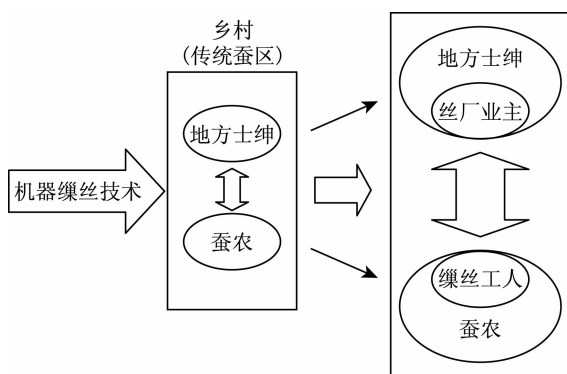 乡村
(传统蚕区)
机器缫丝技术
地方士绅
蚕农
地方士绅
丝厂业主
缫丝工人
蚕农